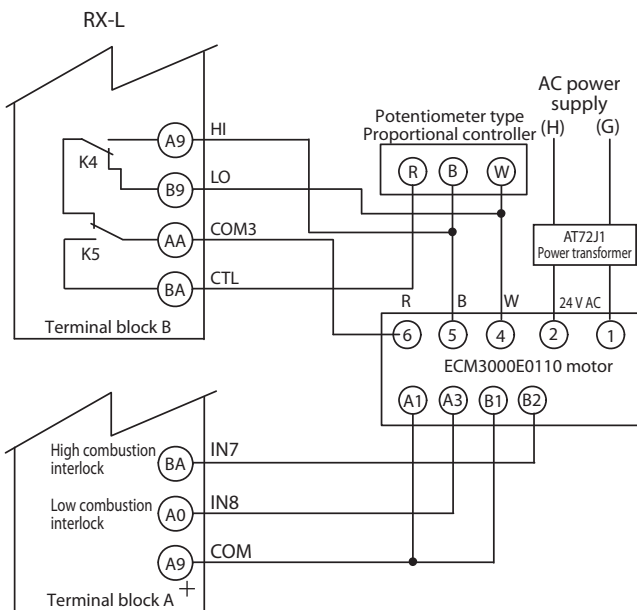 RX-L
AC power
supply
(H) (G)
Potentiometer type
Proportional controller
A9 HI
K4
R B W
B9 LO
AA COM3
AT72J1
Power transformer
K5
BA CTL
R B W 24 V AC
Terminal block B
6 5 4 2 1
ECM3000E0110 motor
A1 A3 B1 B2
High combustion
interlock
BA IN7
Low combustion
interlock
A0 IN8
A9 COM
+
Terminal block A